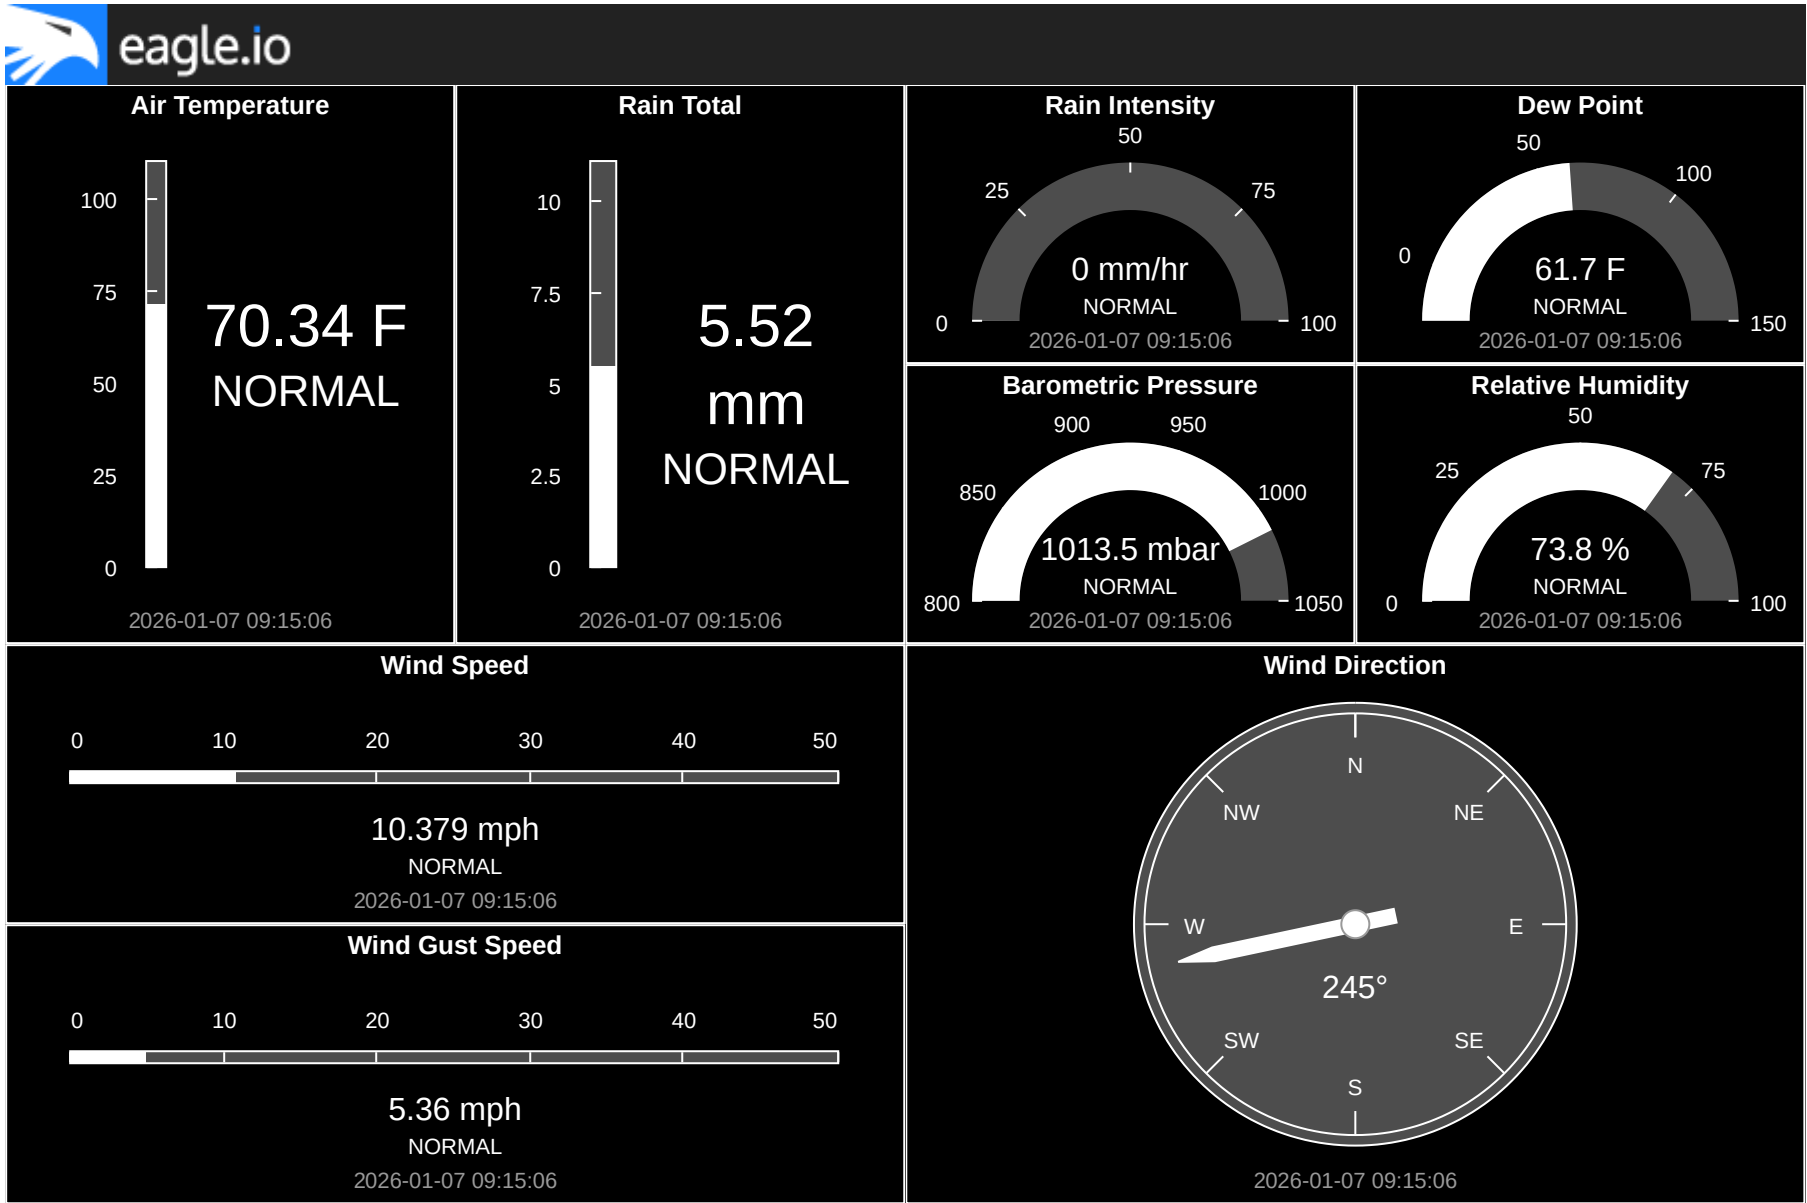 eagle.io
Air Temperature
100
75
50
25
0
70.34 F
NORMAL
2026-01-07 09:15:06
Rain Total
10
7.5
5
2.5
0
5.52
mm
NORMAL
2026-01-07 09:15:06
Rain Intensity
0
25
50
75
100
0 mm/hr
NORMAL
2026-01-07 09:15:06
Dew Point
0
50
100
150
61.7 F
NORMAL
2026-01-07 09:15:06
Barometric Pressure
800
850
900
950
1000
1050
1013.5 mbar
NORMAL
2026-01-07 09:15:06
Relative Humidity
0
25
50
75
100
73.8 %
NORMAL
2026-01-07 09:15:06
Wind Speed
0 10 20 30 40 50
10.379 mph
NORMAL
2026-01-07 09:15:06
Wind Gust Speed
0 10 20 30 40 50
5.36 mph
NORMAL
2026-01-07 09:15:06
Wind Direction
N
NW NE
W E
245°
SW SE
S
2026-01-07 09:15:06